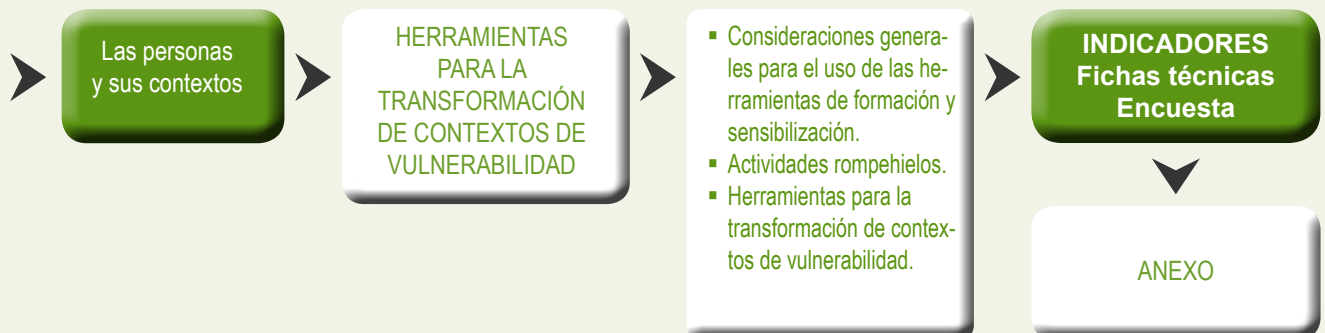 Las personas
y sus contextos
HERRAMIENTAS
PARA LA
TRANSFORMACIÓN
DE CONTEXTOS DE
VULNERABILIDAD
▪ Consideraciones genera-
les para el uso de las he-
rramientas de formación y
sensibilización.
▪ Actividades rompehielos.
▪ Herramientas para la
transformación de contex-
tos de vulnerabilidad.
INDICADORES
Fichas técnicas
Encuesta
ANEXO